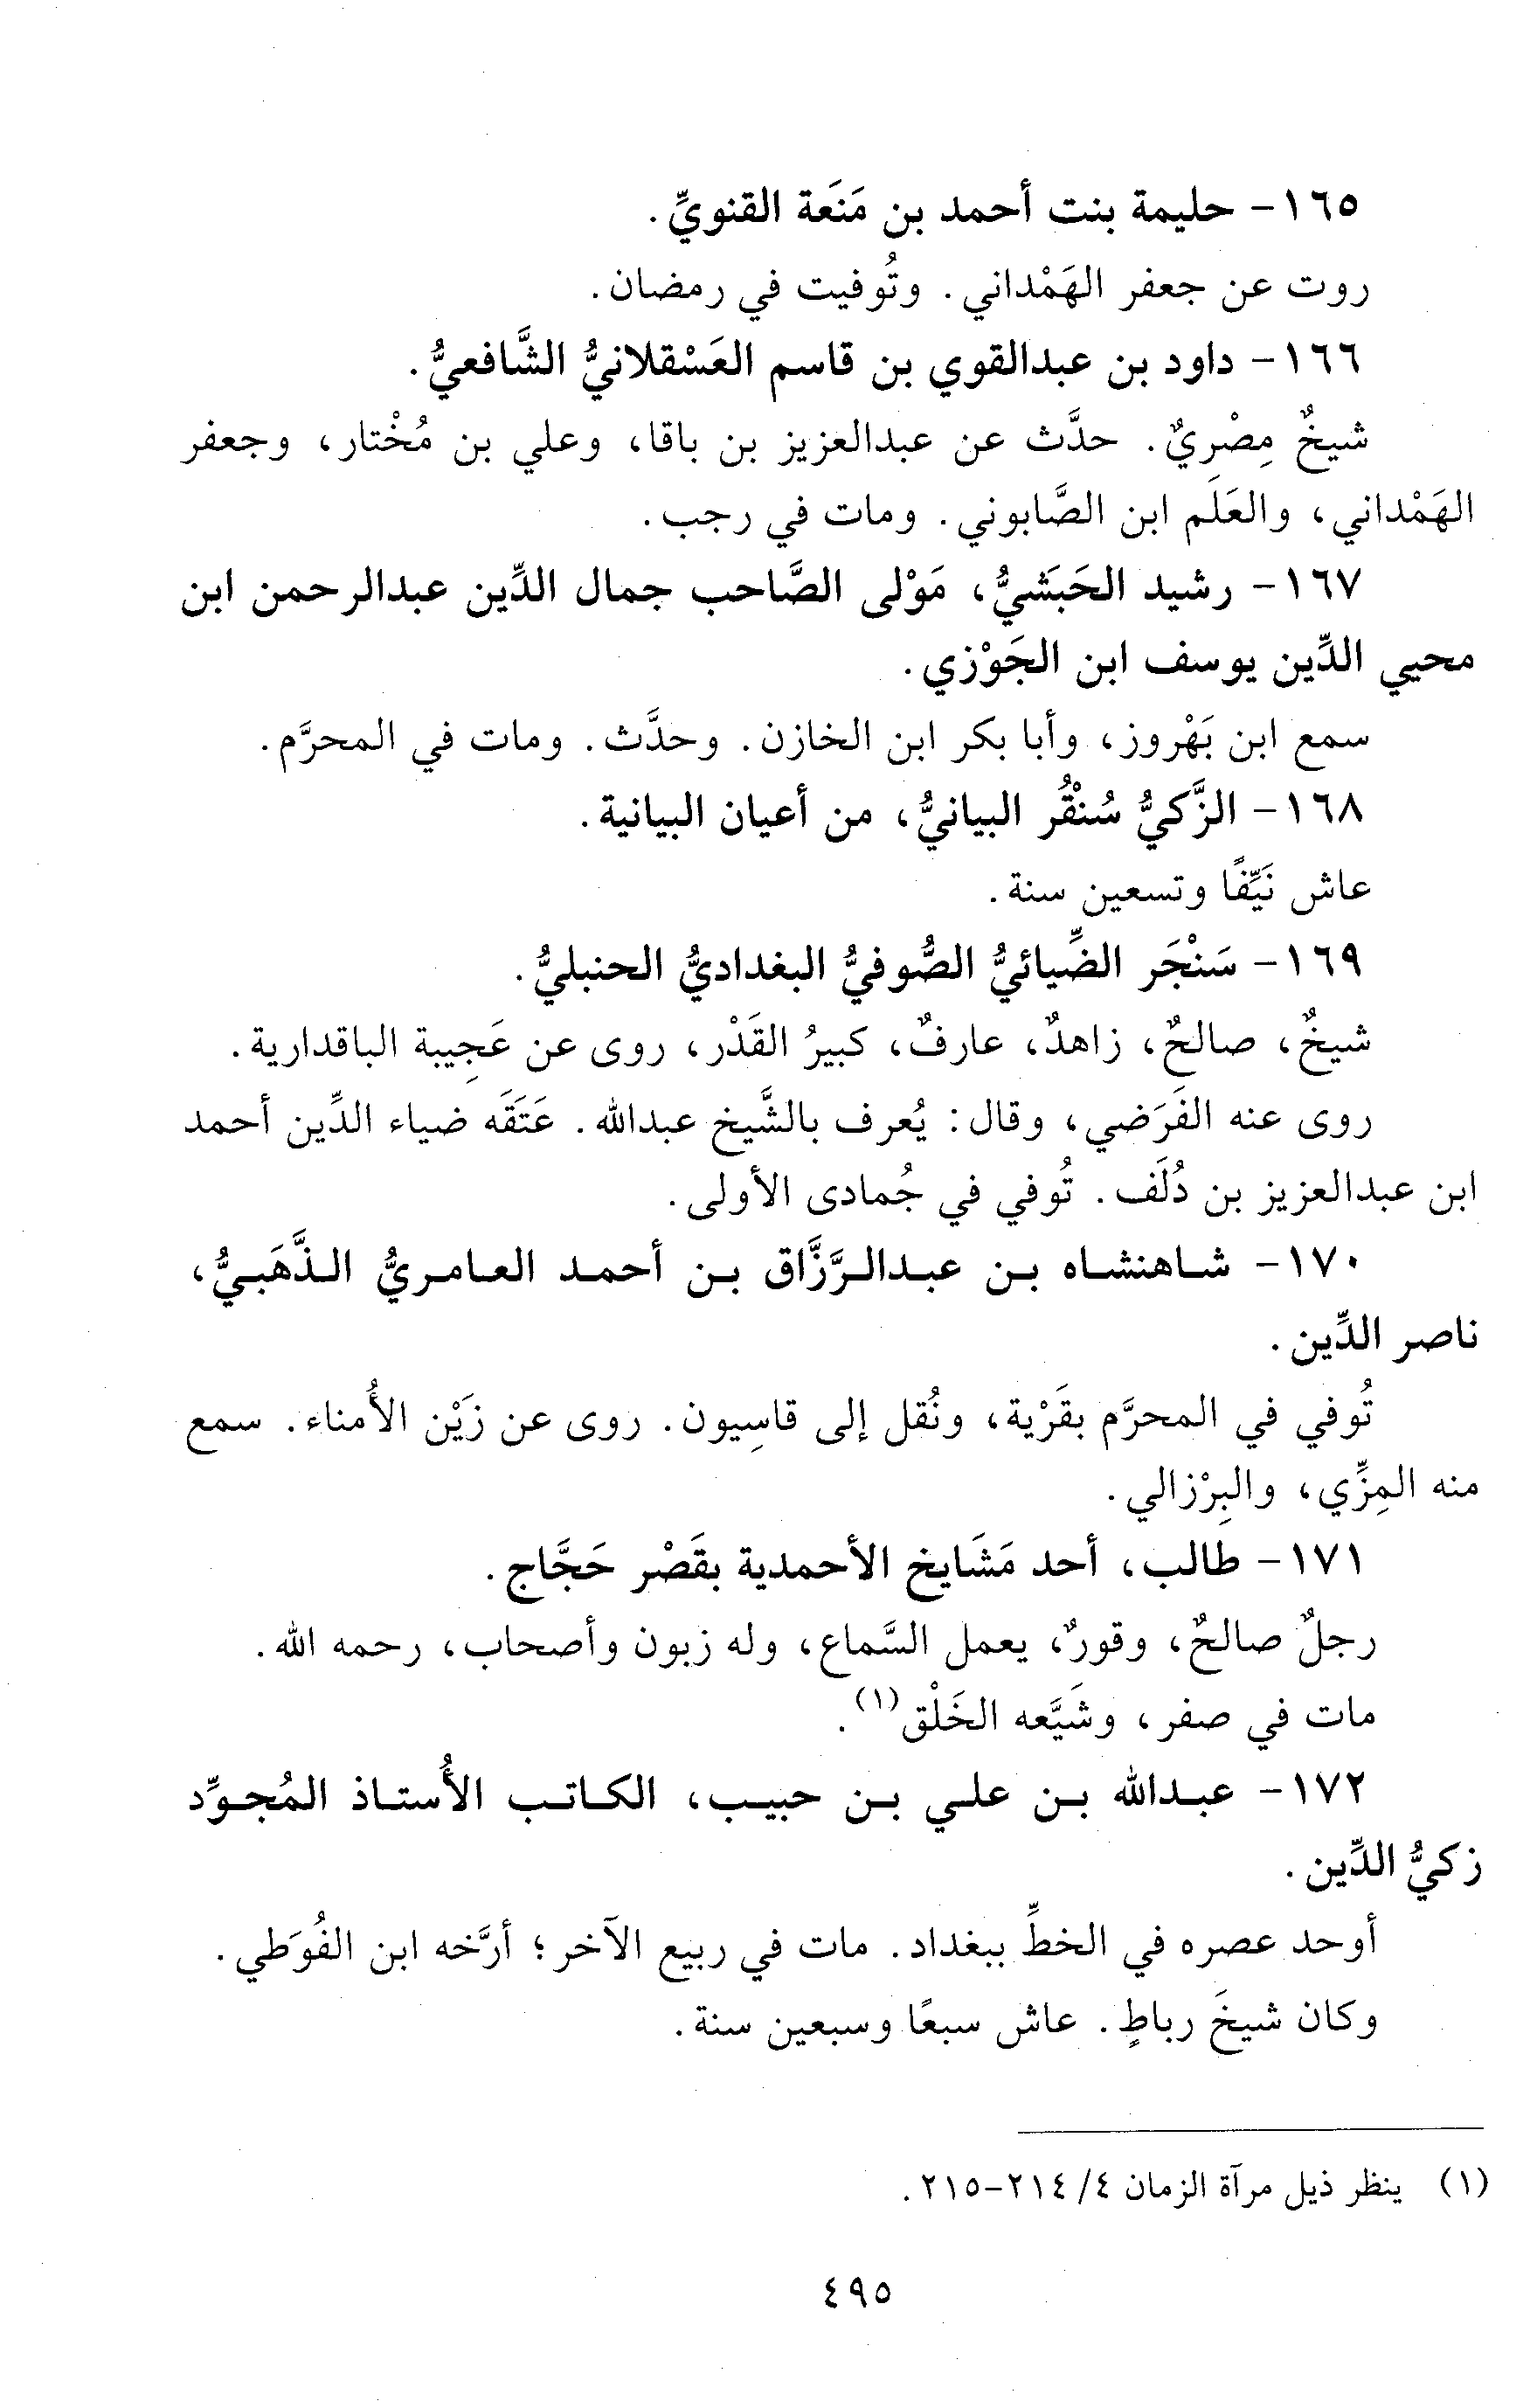 ١٦٥- حليمة بنت أحمد بن مَنَعة القنويِّ.
روت عن جعفر الهَمْداني. وتُوفيت في رمضان.
١٦٦- داود بن عبدالقوي بن قاسم العَسْقلانيُّ الشَّافعيُّ.
شيخٌ مِصْريٌ. حدَّث عن عبدالعزيز بن باقا، وعلي بن مُخْتار، وجعفر
الهَمْداني، والعَلَم ابن الصَّابوني. ومات في رجب.
١٦٧- رشيد الحَبَشيُّ، مَوْلى الصَّاحب جمال الدِّين عبدالرحمن ابن
محيي الدِّين يوسف ابن الجَوْزي.
سمع ابن بَهْروز، وأبا بكر ابن الخازن. وحدَّث. ومات في المحرَّم.
١٦٨- الزَّكيُّ سُنْقُر البيانيُّ، من أعيان البيانية.
عاش نَيِّفًا وتسعين سنة.
١٦٩- سَنْجَر الضِّيائيُّ الصُّوفيُّ البغداديُّ الحنبليُّ.
شيخٌ، صالحٌ، زاهدٌ، عارفٌ، كبيرُ القَدْر، روى عن عَجِيبة الباقدارية.
روى عنه الفَرَضي، وقال: يُعرف بالشَّيخ عبدالله. عَتَقَه ضياء الدِّين أحمد
ابن عبدالعزيز بن دُلَف. تُوفي في جُمادى الأولى.
١٧٠- شاهنشاه بن عبدالرَّزَّاق بن أحمد العامريُّ الذَّهَبيُّ،
ناصر الدِّين.
تُوفي في المحرَّم بقَرْية، ونُقل إلى قاسِيون. روى عن زَيْن الأُمناء. سمع
منه المِزِّي، والبِرْزالي.
١٧١- طالب، أحد مَشَايخ الأحمدية بقَصْر حَجَّاج.
رجلٌ صالحٌ، وقورٌ، يعمل السَّماع، وله زبون وأصحاب، رحمه الله.
مات في صفر، وشَيَّعه الخَلْق(١).
١٧٢- عبدالله بن علي بن حبيب، الكاتب الأُستاذ المُجوِّد
زكيُّ الدِّين.
أوحد عصره في الخطِّ ببغداد. مات في ربيع الآخر؛ أرَّخه ابن الفُوَطي.
وكان شيخَ رباطٍ. عاش سبعًا وسبعين سنة.
(١) ينظر ذيل مرآة الزمان ٤/ ٢١٤-٢١٥.
٤٩٥